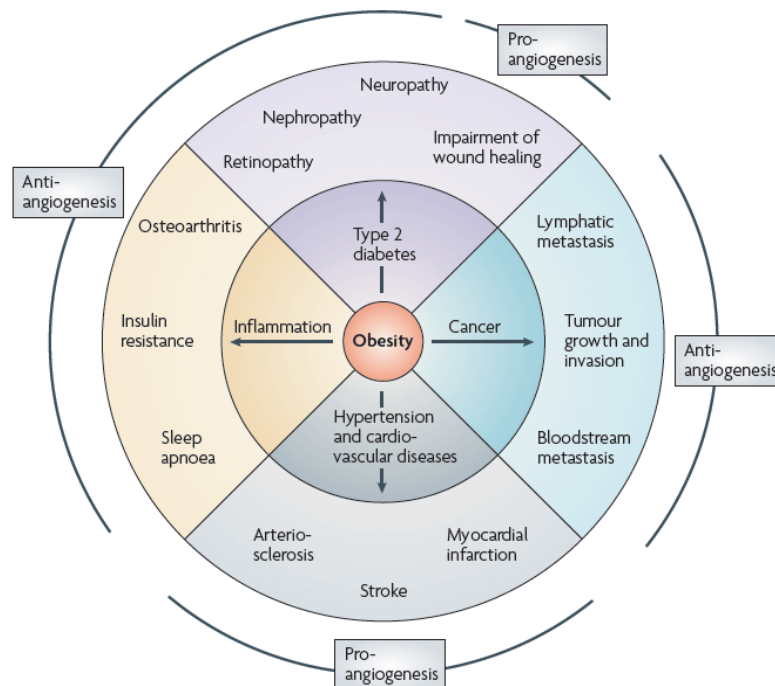 Pro-
angiogenesis
Neuropathy
Nephropathy
Retinopathy
Impairment of
wound healing
Anti-
angiogenesis
Osteoarthritis
Type 2
diabetes
Lymphatic
metastasis
Insulin
resistance
Inflammation
Obesity
Cancer
Tumour
growth and
invasion
Anti-
angiogenesis
Hypertension
and cardio-
vascular diseases
Sleep
apnoea
Bloodstream
metastasis
Arterio-
sclerosis
Myocardial
infarction
Stroke
Pro-
angiogenesis